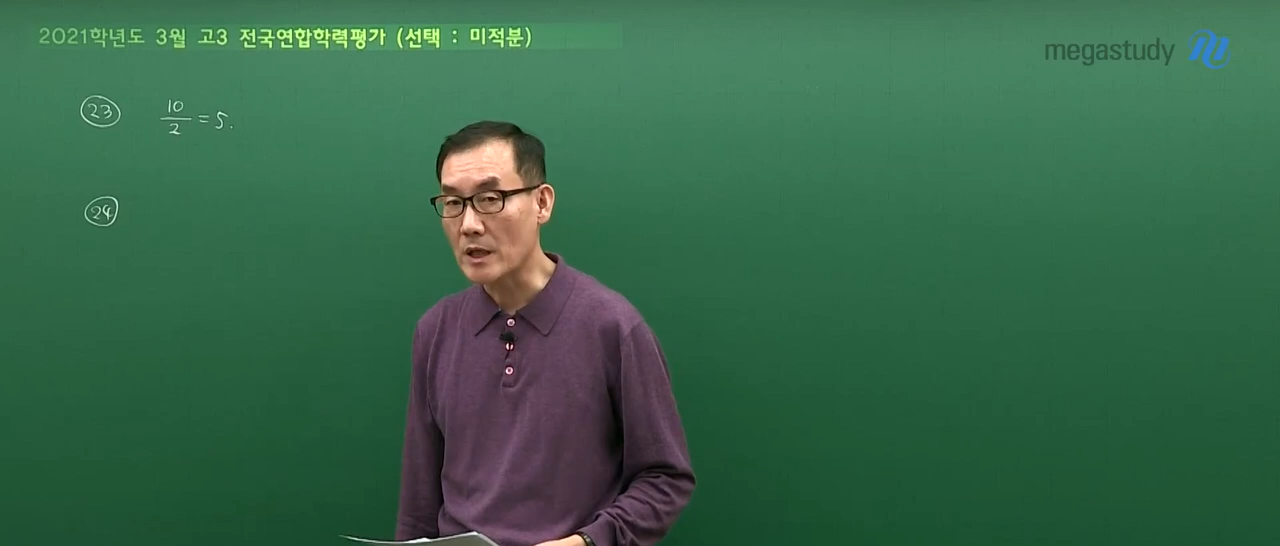 2021학년도 3월 고3 전국연합학력평가 (선택 : 미적분)
megastudy
23 10/2 = 5.
24